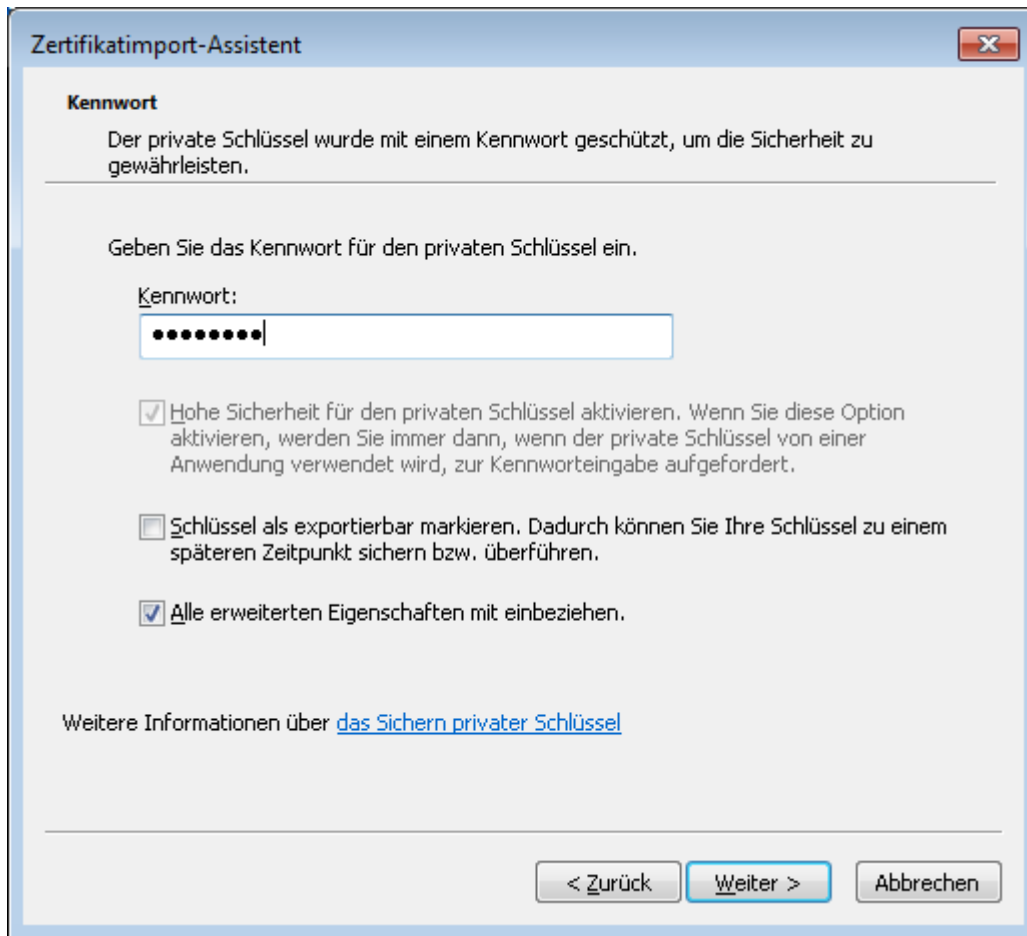 Zertifikatimport-Assistent
Kennwort
Der private Schlüssel wurde mit einem Kennwort geschützt, um die Sicherheit zu
gewährleisten.
Geben Sie das Kennwort für den privaten Schlüssel ein.
Kennwort:
••••••••
Hohe Sicherheit für den privaten Schlüssel aktivieren. Wenn Sie diese Option
aktivieren, werden Sie immer dann, wenn der private Schlüssel von einer
Anwendung verwendet wird, zur Kennworteingabe aufgefordert.
Schlüssel als exportierbar markieren. Dadurch können Sie Ihre Schlüssel zu einem
späteren Zeitpunkt sichern bzw. überführen.
Alle erweiterten Eigenschaften mit einbeziehen.
Weitere Informationen über das Sichern privater Schlüssel
< Zurück Weiter > Abbrechen